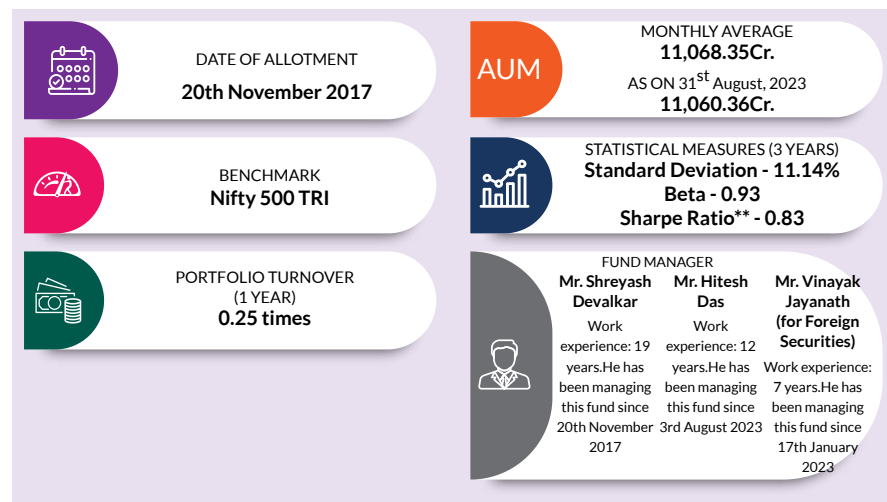 DATE OF ALLOTMENT
20th November 2017
BENCHMARK
Nifty 500 TRI
PORTFOLIO TURNOVER
(1 YEAR)
0.25 times
AUM
MONTHLY AVERAGE
11,068.35Cr.
AS ON 31st August, 2023
11,060.36Cr.
STATISTICAL MEASURES (3 YEARS)
Standard Deviation - 11.14%
Beta - 0.93
Sharpe Ratio** - 0.83
FUND MANAGER
Mr. Shreyash
Devalkar
Work
experience: 19
years.He has
been managing
this fund since
20th November
2017
Mr. Hitesh
Das
Work
experience: 12
years.He has
been managing
this fund since
3rd August 2023
Mr. Vinayak
Jayanath
(for Foreign
Securities)
Work experience:
7 years.He has
been managing
this fund since
17th January
2023